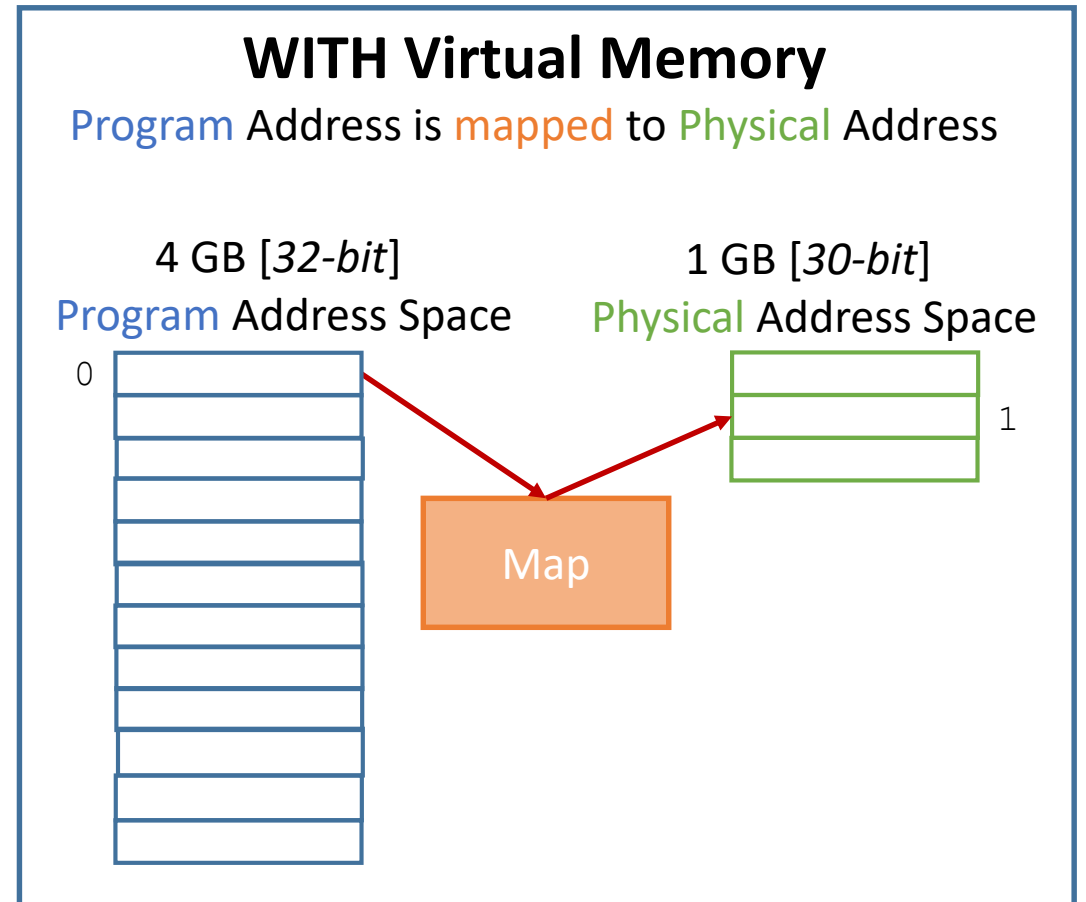 WITH Virtual Memory
Program Address is mapped to Physical Address
4 GB [32-bit]
Program Address Space
1 GB [30-bit]
Physical Address Space
0
1
Map